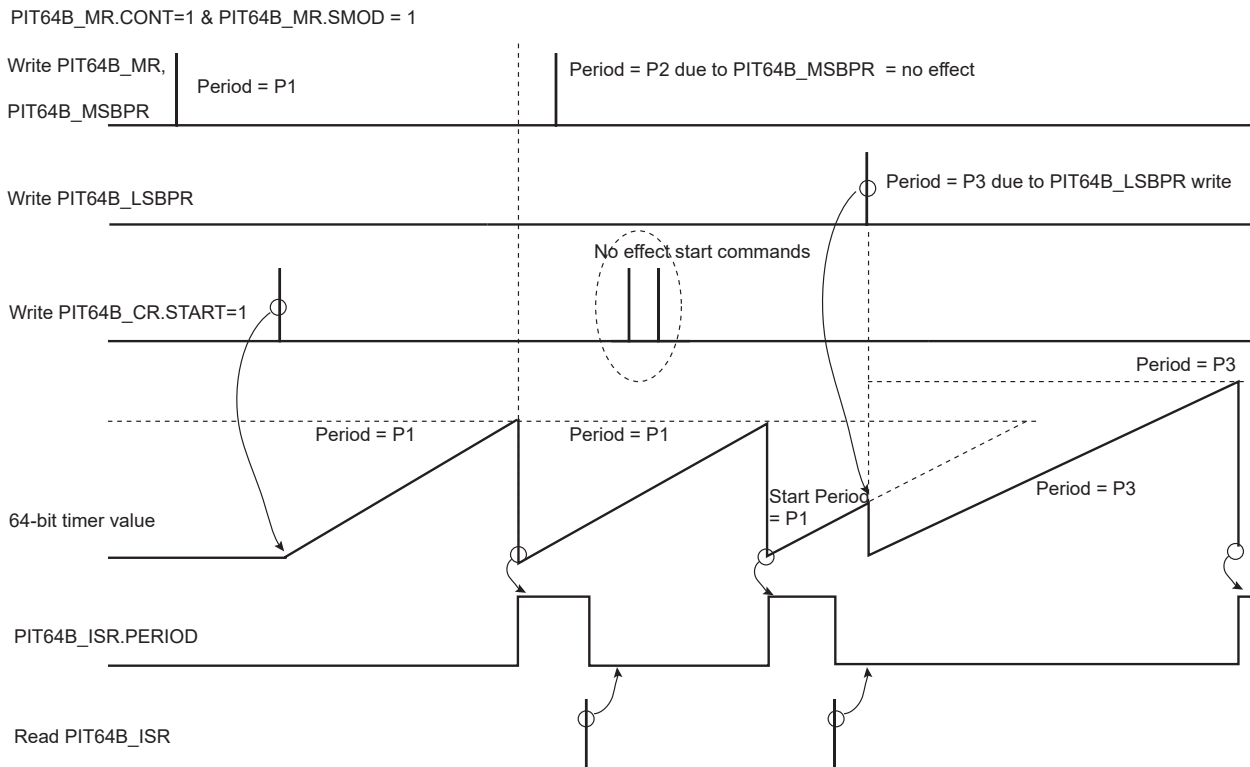 PIT64B_MR.CONT=1 & PIT64B_MR.SMOD = 1
Write PIT64B_MR,
PIT64B_MSBPR
Period = P1
Period = P2 due to PIT64B_MSBPR = no effect
Write PIT64B_LSBPR
Period = P3 due to PIT64B_LSBPR write
No effect start commands
Write PIT64B_CR.START=1
Period = P3
Period = P1
Period = P1
Start Period
= P1
Period = P3
64-bit timer value
PIT64B_ISR.PERIOD
Read PIT64B_ISR